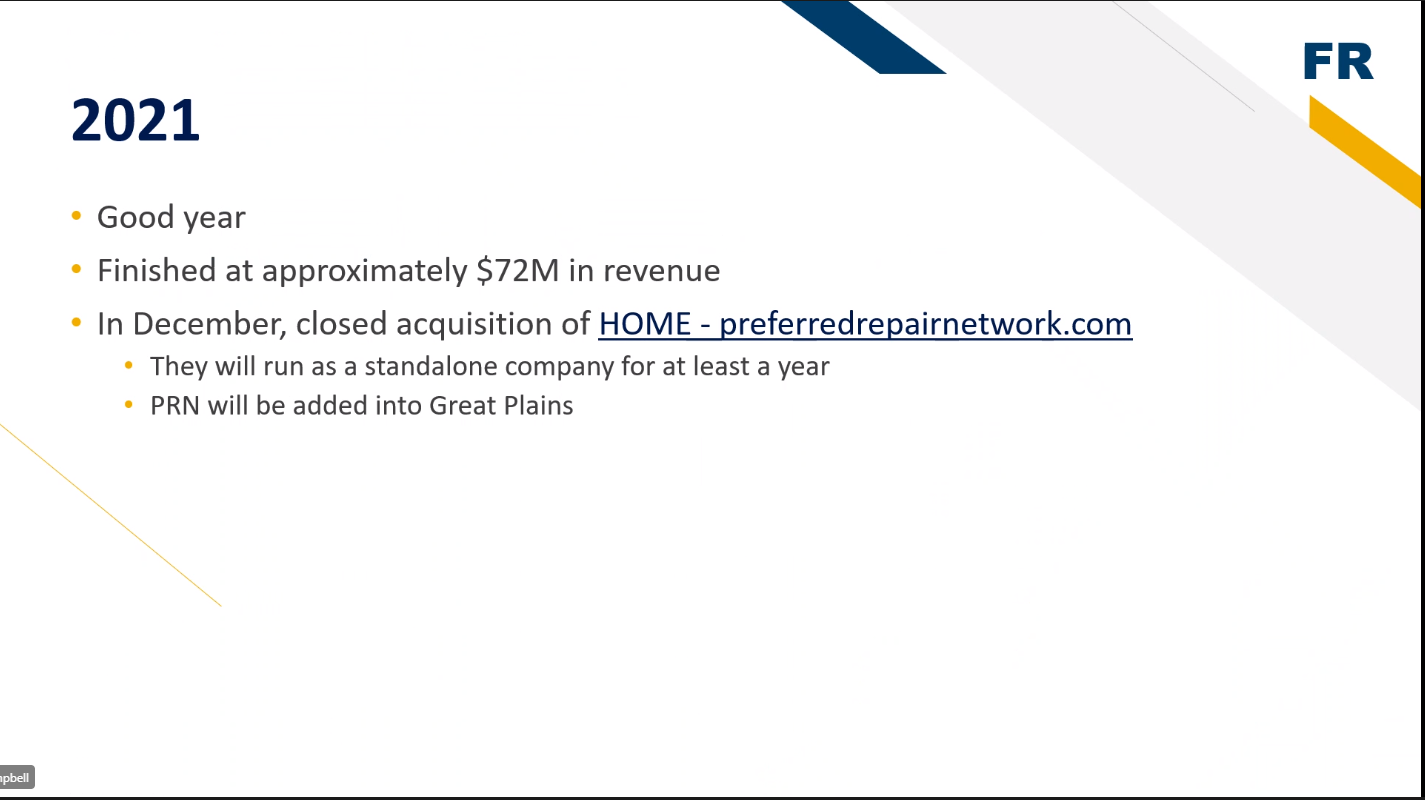 FR
2021
• Good year
• Finished at approximately $72M in revenue
• In December, closed acquisition of HOME - preferredrepairnetwork.com
• They will run as a standalone company for at least a year
• PRN will be added into Great Plains
mpbell